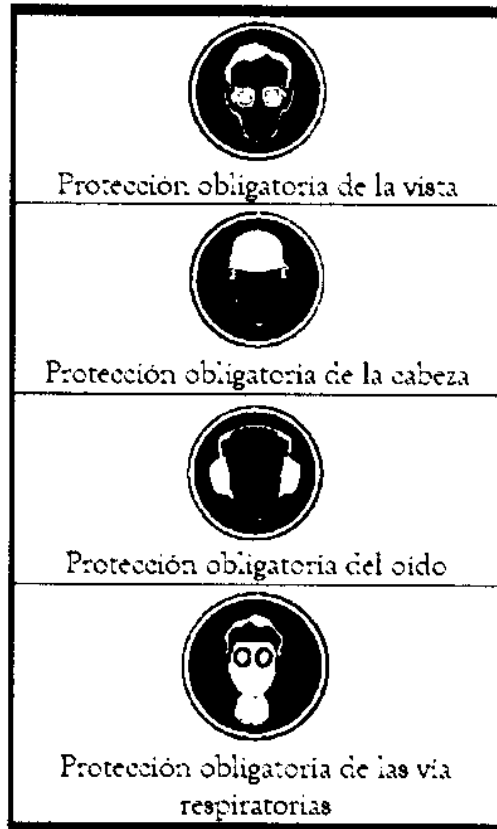 Protección obligatoria de la vista
Protección obligatoria de la cabeza
Protección obligatoria del oido
Protección obligatoria de las vía
respiratorias